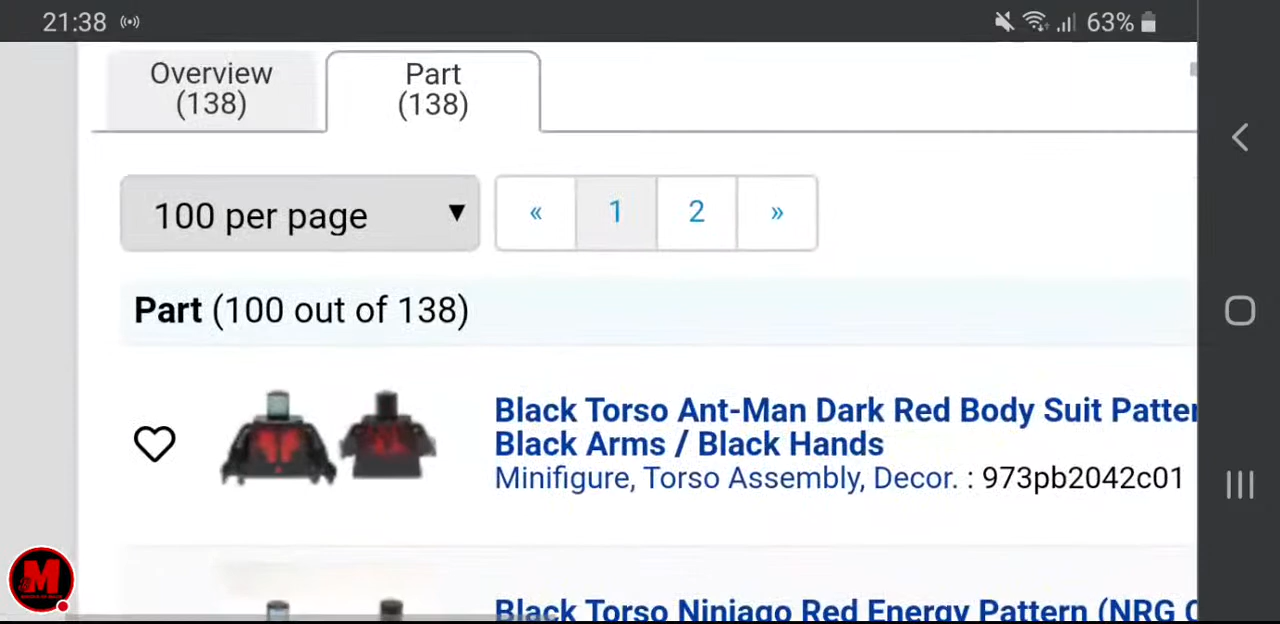 21:38
63%
Overview
(138)
Part
(138)
100 per page
« 1 2 »
Part (100 out of 138)
Black Torso Ant-Man Dark Red Body Suit Patter
Black Arms / Black Hands
Minifigure, Torso Assembly, Decor. : 973pb2042c01
M
Black Torso Ninjago Red Energy Pattern (NRG